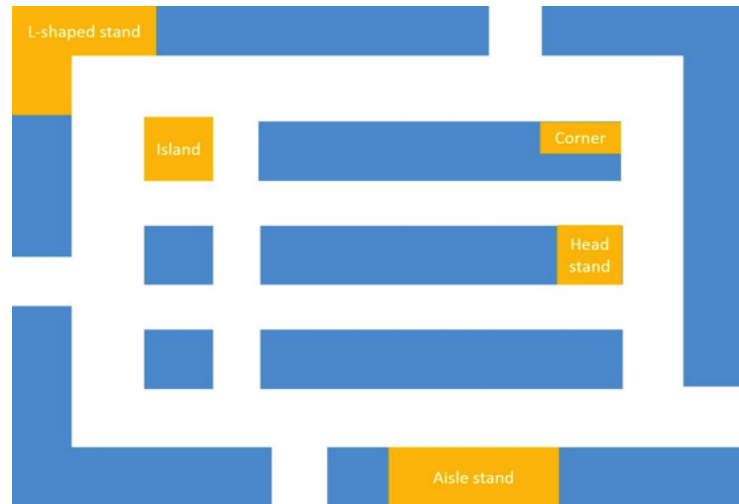 L-shaped stand
Island
Corner
Head
stand
Aisle stand